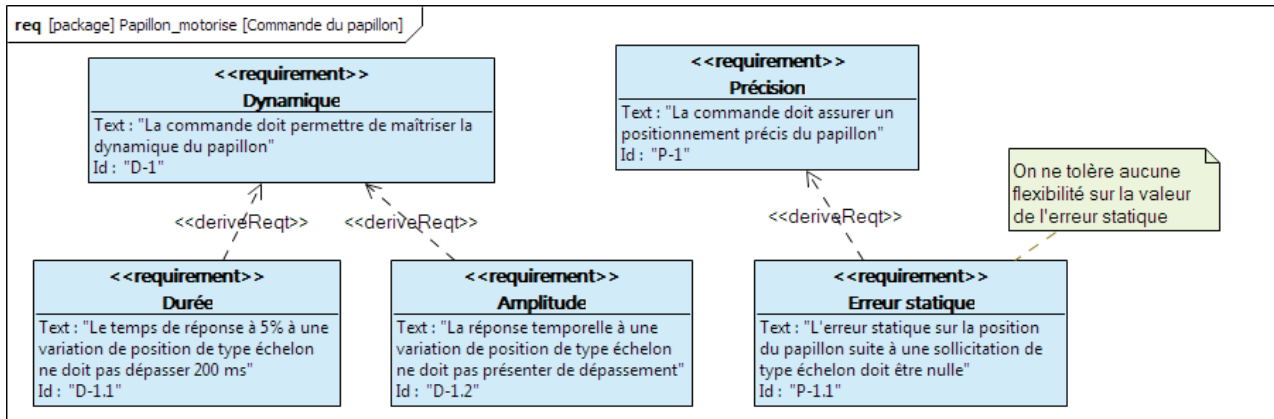 req [package] Papillon_motorise [Commande du papillon]
<<requirement>>
Dynamique
Text : "La commande doit permettre de maîtriser la
dynamique du papillon"
Id : "D-1"
<<requirement>>
Précision
Text : "La commande doit assurer un
positionnement précis du papillon"
Id : "P-1"
On ne tolère aucune
flexibilité sur la valeur
de l'erreur statique
<<deriveReqt>>
<<deriveReqt>>
<<deriveReqt>>
<<requirement>>
Durée
Text : "Le temps de réponse à 5% à une
variation de position de type échelon
ne doit pas dépasser 200 ms"
Id : "D-1.1"
<<requirement>>
Amplitude
Text : "La réponse temporelle à une
variation de position de type échelon
ne doit pas présenter de dépassement"
Id : "D-1.2"
<<requirement>>
Erreur statique
Text : "L'erreur statique sur la position
du papillon suite à une sollicitation de
type échelon doit être nulle"
Id : "P-1.1"